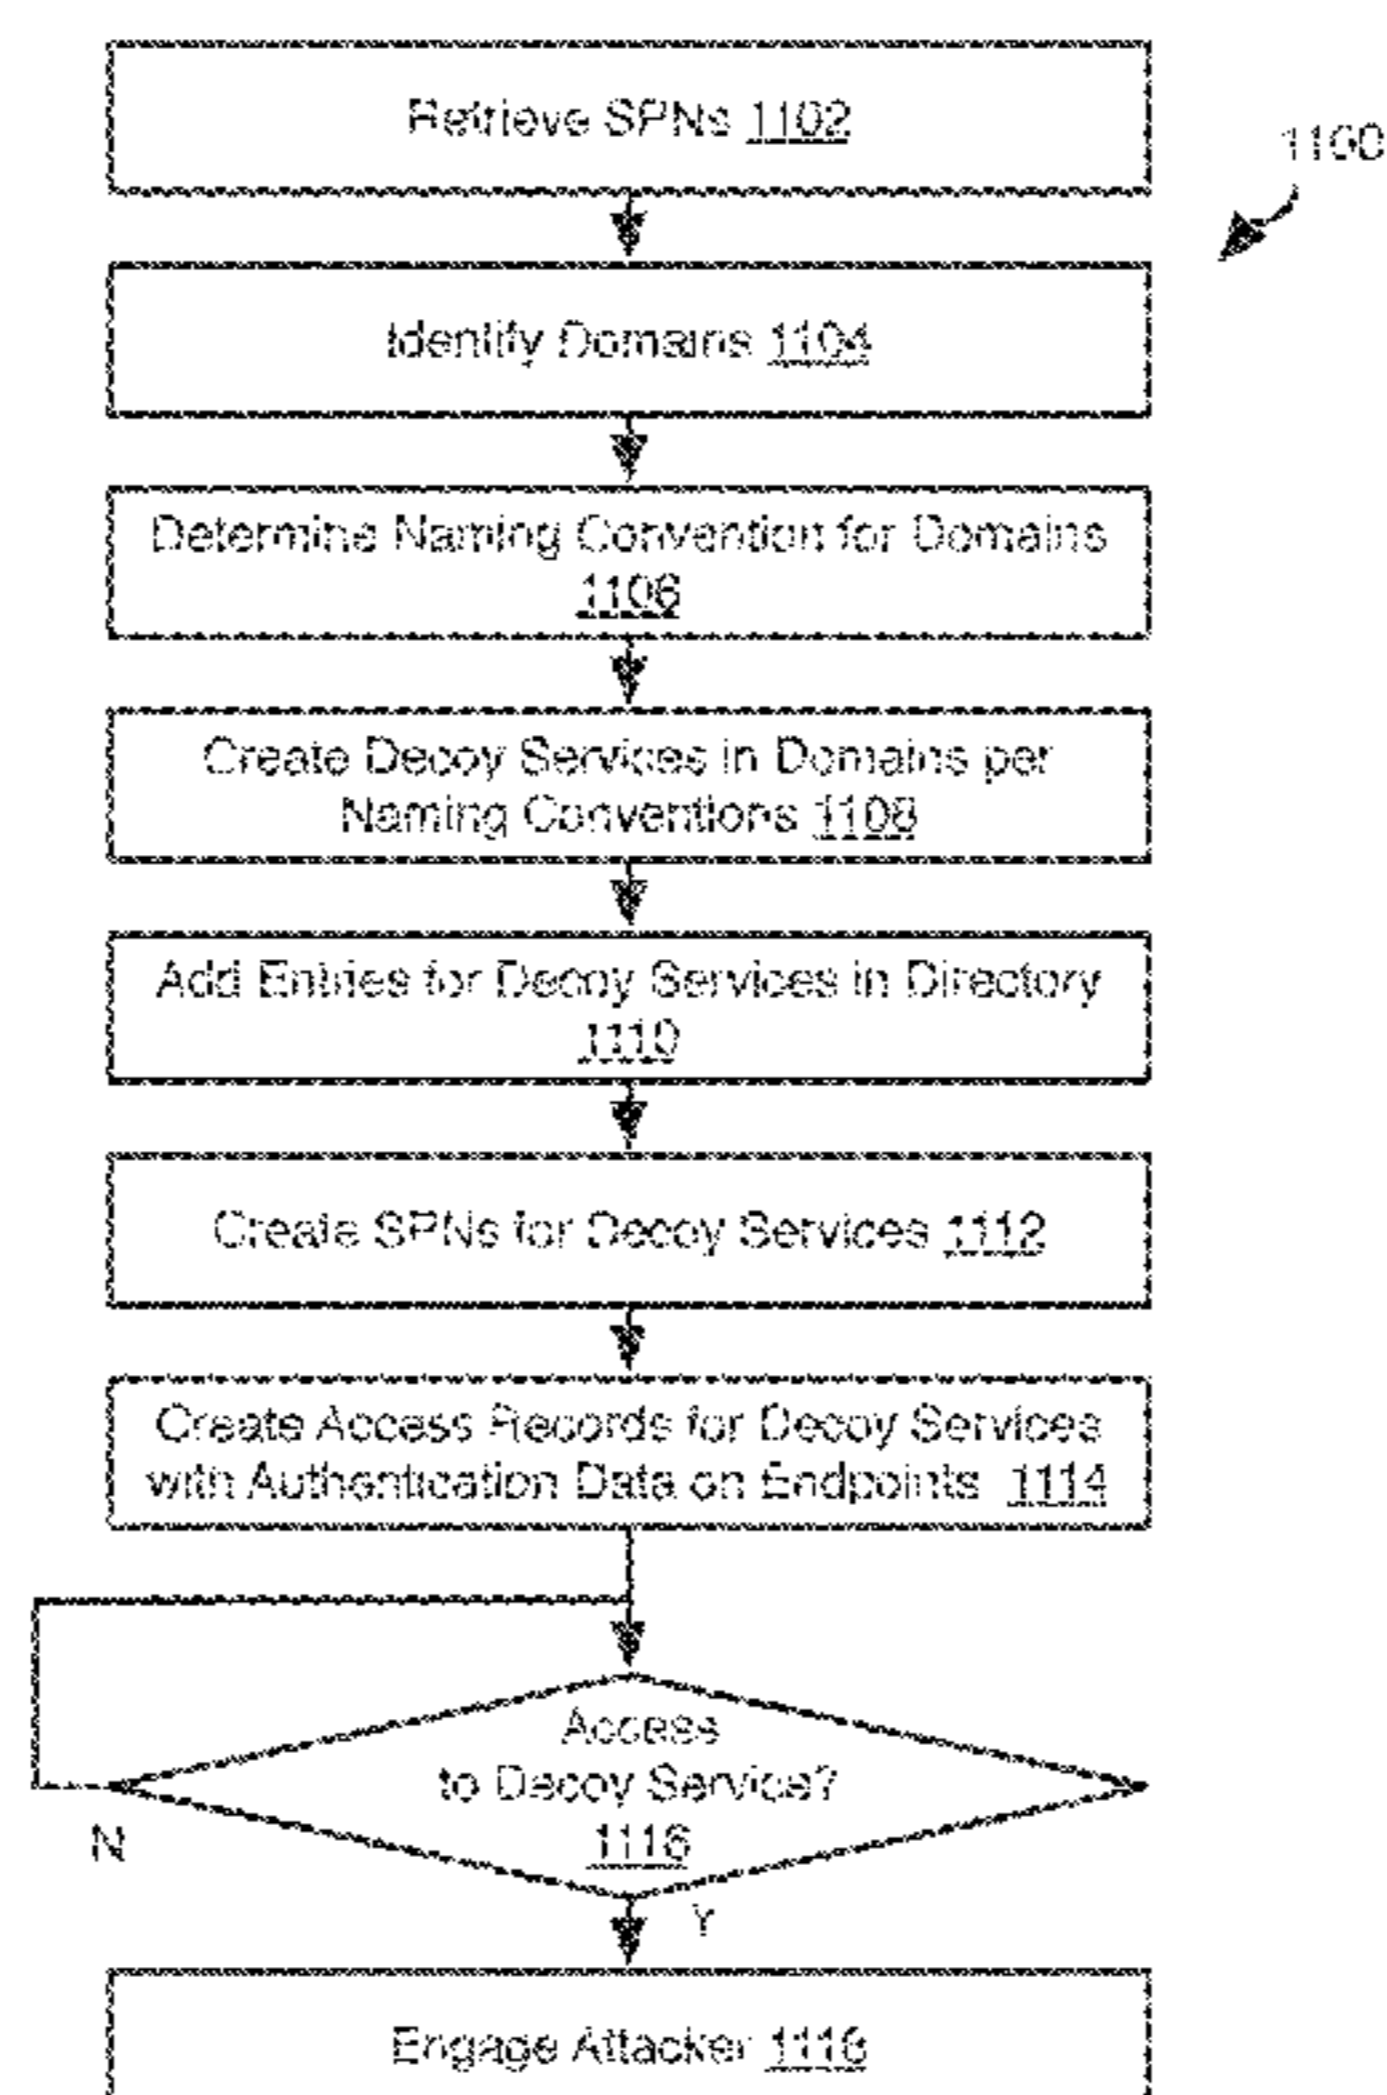 Retrieve SPNs 1102
1100
Identify Domains 1104
Determine Naming Convention for Domains
1106
Create Decoy Services in Domains per
Naming Conventions 1108
Add Entries for Decoy Services in Directory
1110
Create SPNs for Decoy Services 1112
Create Access Records for Decoy Services
with Authentication Data on Endpoints 1114
Access
to Decoy Service?
1116
N
Y
Engage Attacker 1118